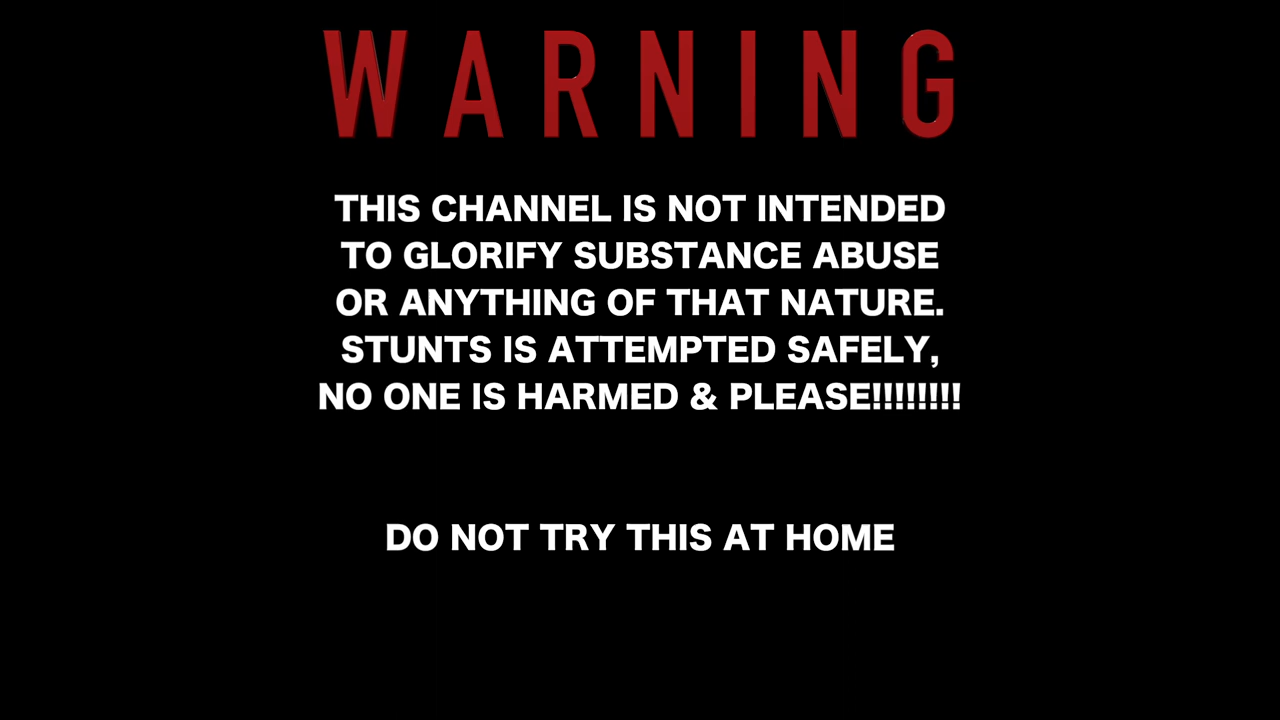 WARNING
THIS CHANNEL IS NOT INTENDED
TO GLORIFY SUBSTANCE ABUSE
OR ANYTHING OF THAT NATURE.
STUNTS IS ATTEMPTED SAFELY,
NO ONE IS HARMED & PLEASE!!!!!!!!
DO NOT TRY THIS AT HOME